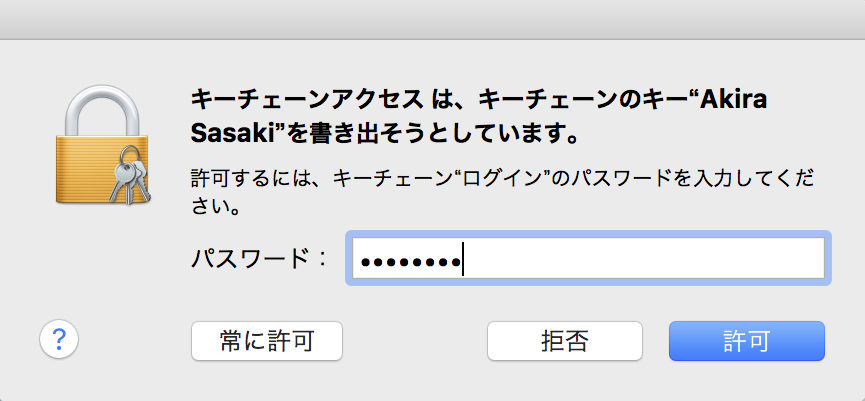 キーチェーンアクセス は、キーチェーンのキー“Akira
Sasaki”を書き出そうとしています。
許可するには、キーチェーン“ログイン”のパスワードを入力してくだ
さい。
パスワード： ••••••••
? 常に許可 拒否 許可